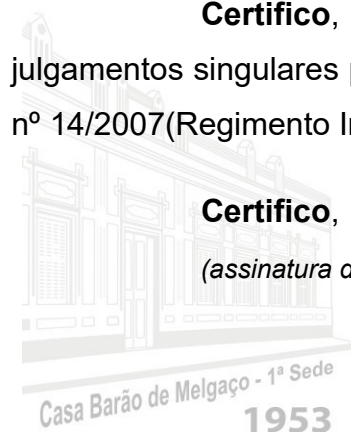 Certifico,
julgamentos singulares
nº 14/2007(Regimento
Certifico,
(assinatura
Casa Barão de Melgaço - 1ª Sede
1953